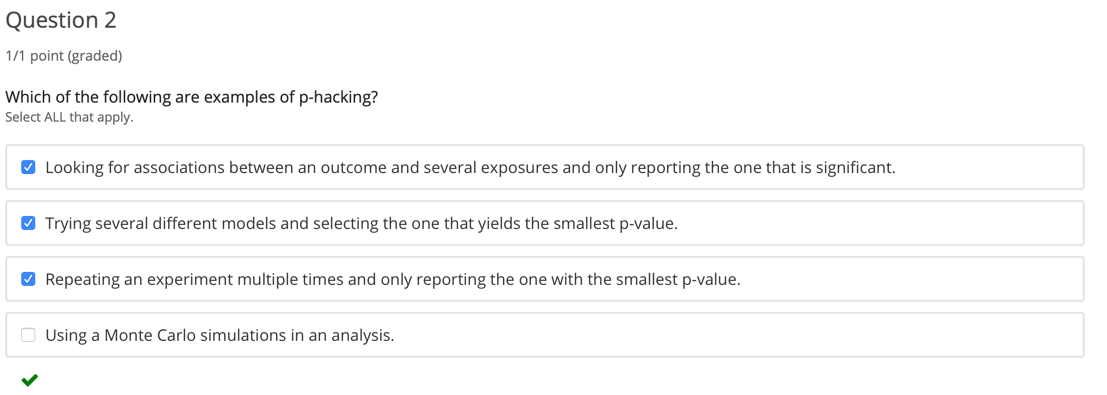 Question 2
1/1 point (graded)
Which of the following are examples of p-hacking?
Select ALL that apply.
Looking for associations between an outcome and several exposures and only reporting the one that is significant.
Trying several different models and selecting the one that yields the smallest p-value.
Repeating an experiment multiple times and only reporting the one with the smallest p-value.
Using a Monte Carlo simulations in an analysis.